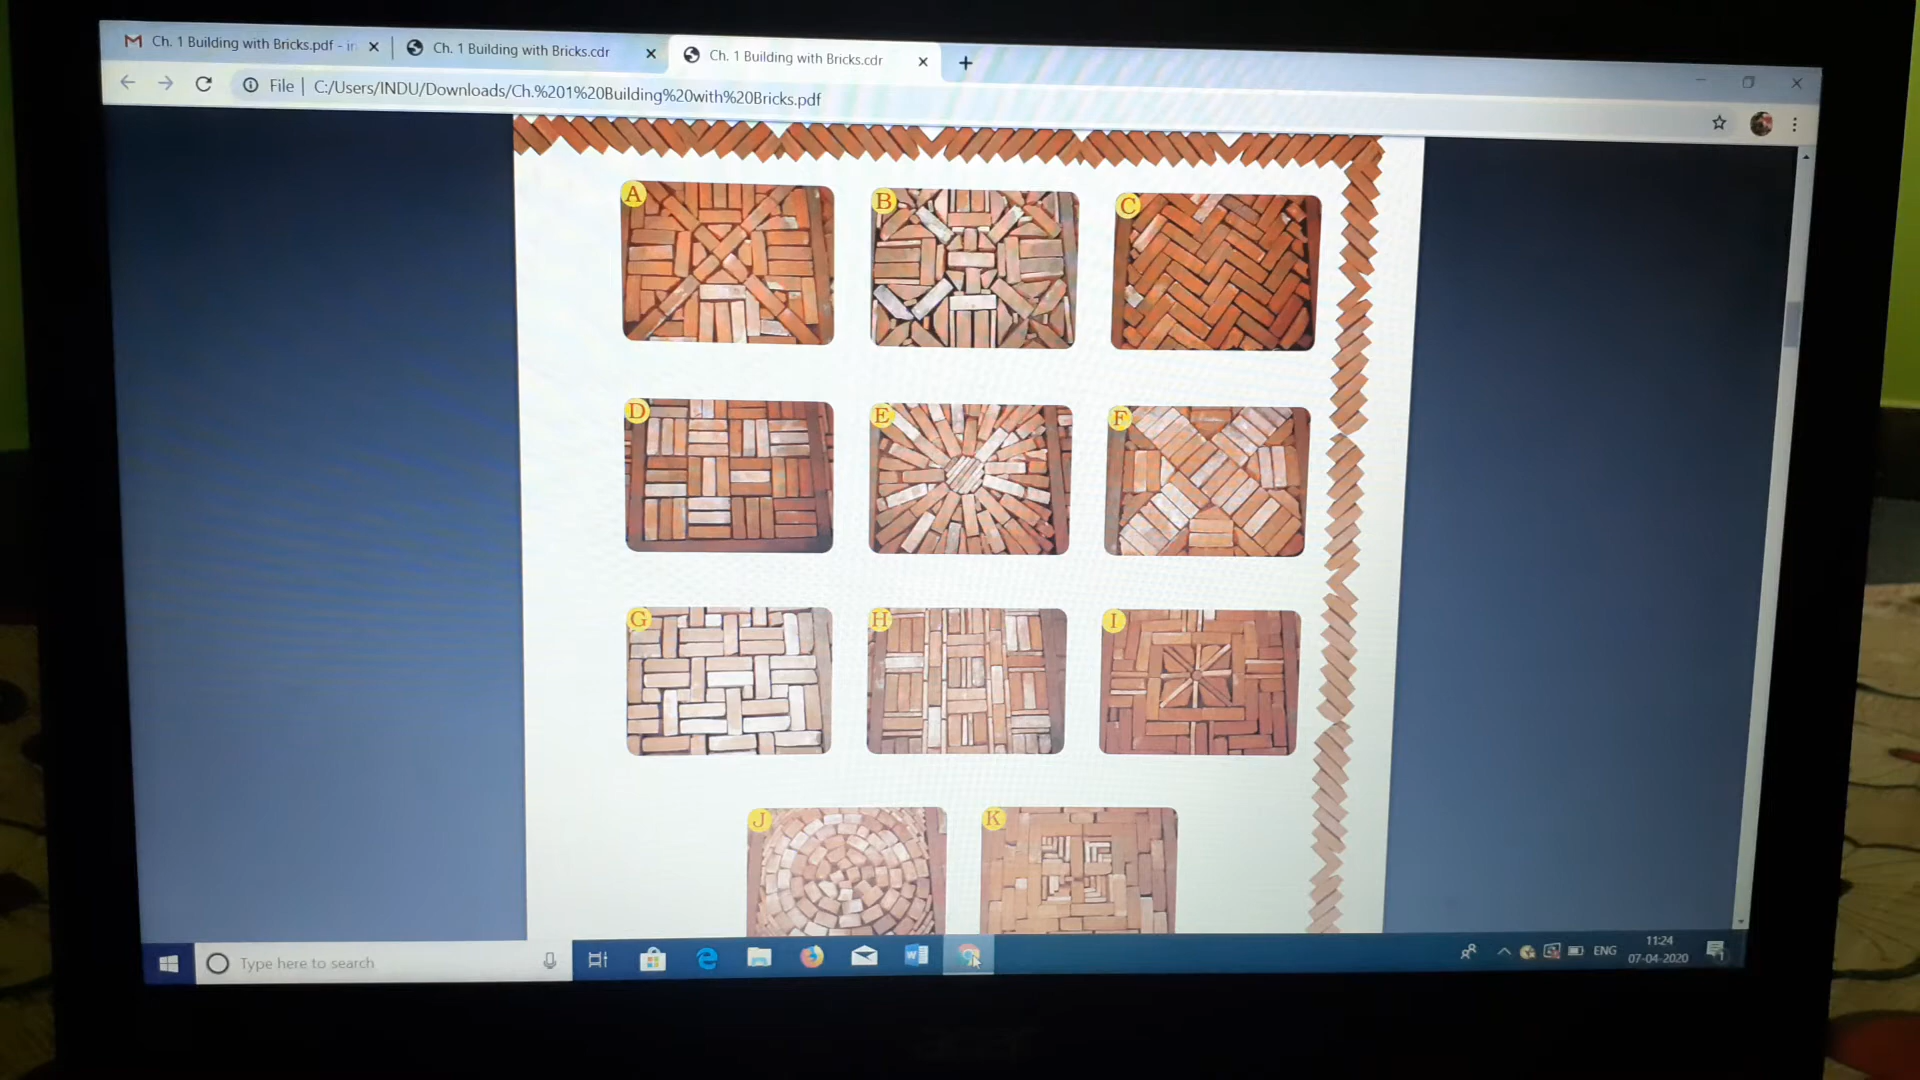 Ch. 1 Building with Bricks.pdf - in
Ch. 1 Building with Bricks.cdr
Ch. 1 Building with Bricks.cdr
File | C:/Users/INDU/Downloads/Ch.%201%20Building%20with%20Bricks.pdf
A
B
C
D
E
F
G
H
I
J
K
Type here to search
ENG
11:24
07-04-2020